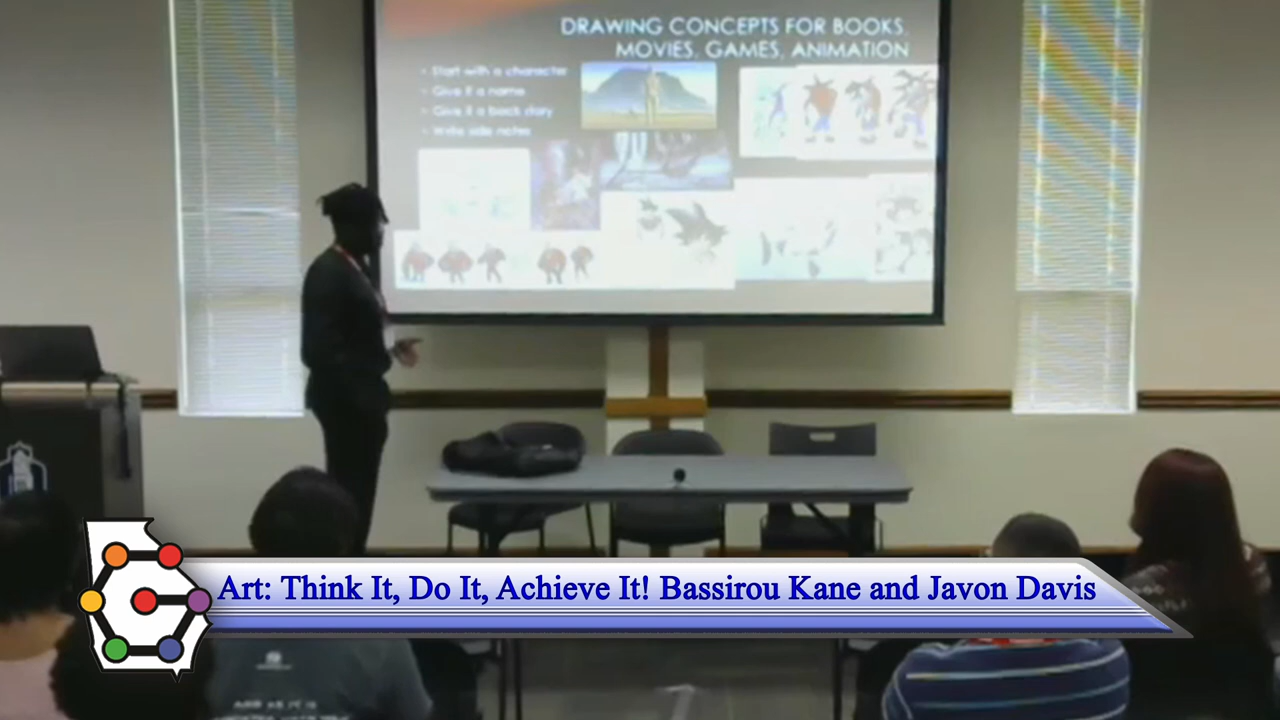 DRAWING CONCEPTS FOR BOOKS,
MOVIES, GAMES, ANIMATION
- Start with a character
- Give it a name
- Give it a back story
- Write side notes
Art: Think It, Do It, Achieve It! Bassirou Kane and Javon Davis